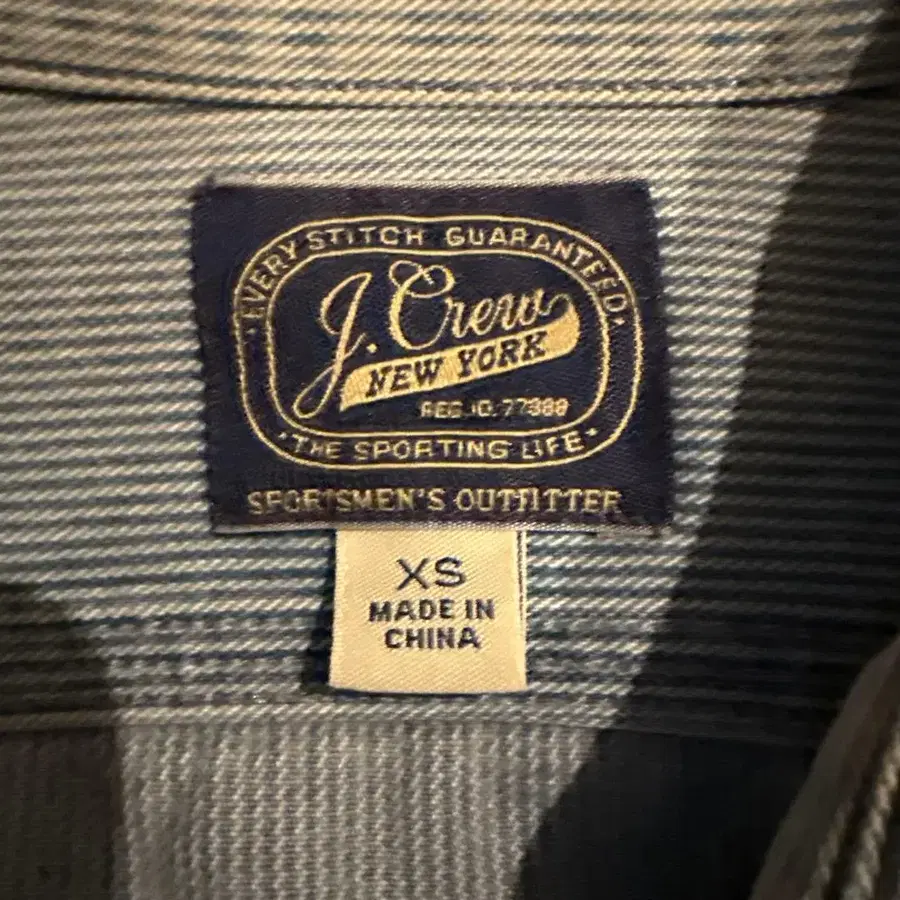 EVERY STITCH GUARANTEED
J. Crew
NEW YORK
REG. ID. 77388
THE SPORTING LIFE
SPORTSMEN'S OUTFITTER
XS
MADE IN
CHINA